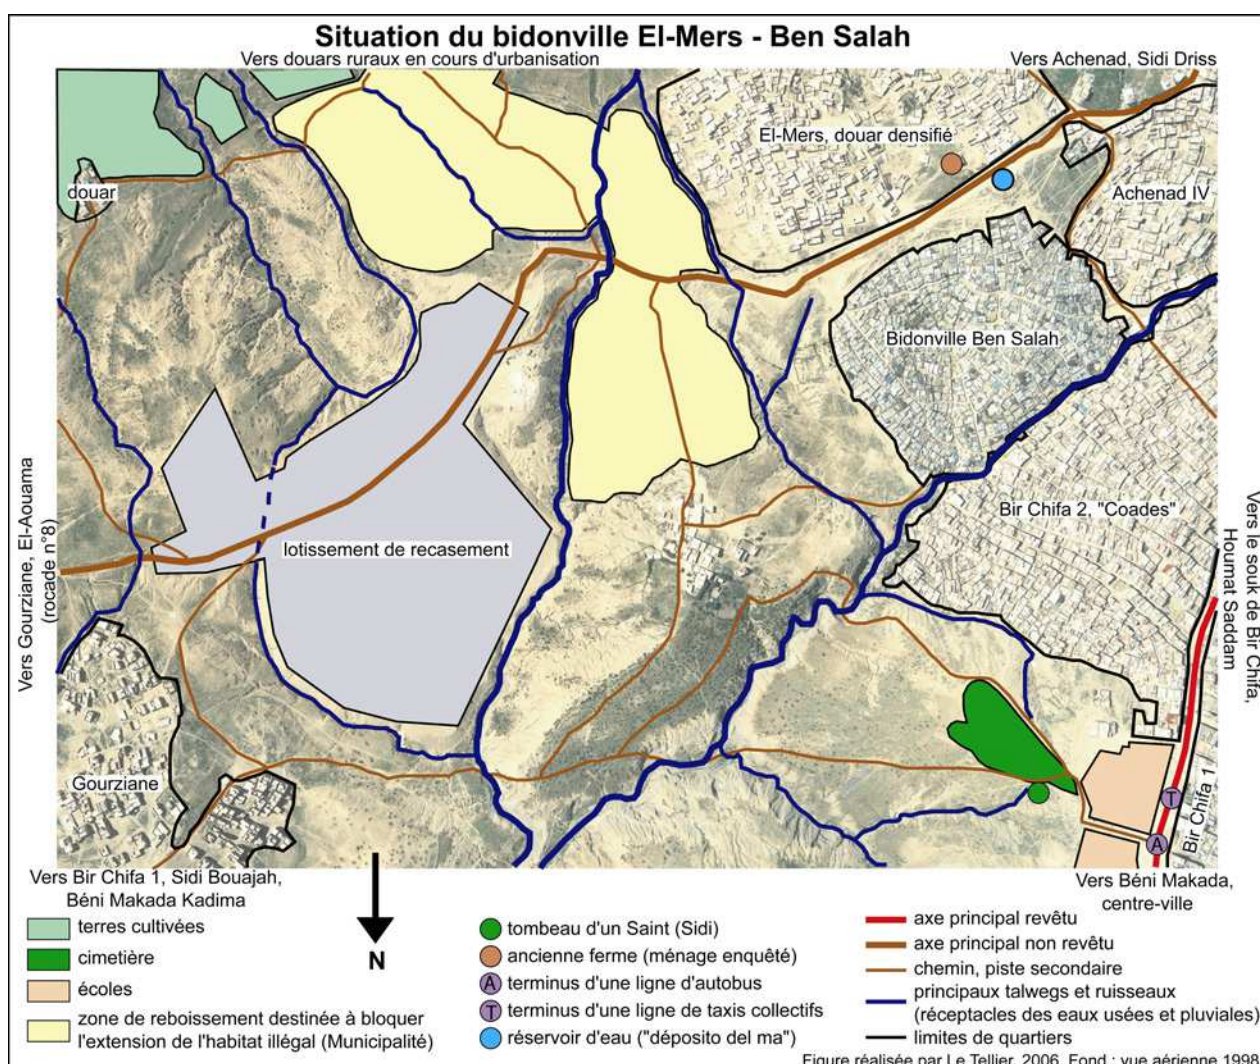 Situation du bidonville El-Mers - Ben Salah
Vers douars ruraux en cours d'urbanisation
Vers Achenad, Sidi Driss
El-Mers, douar densifié
douar
Achenad IV
Bidonville Ben Salah
Vers Gourziane, El-Aouama
(rocade n°8)
lotissement de recasement
Bir Chifa 2, "Coades"
Vers le souk de Bir Chifa,
Houmat Saddam
Gourziane
T
Bir Chifa 1
A
Vers Bir Chifa 1, Sidi Bouajah,
Béni Makada Kadima
Vers Béni Makada,
centre-ville
N
terres cultivées
cimetière
écoles
zone de reboissement destinée à bloquer
l'extension de l'habitat illégal (Municipalité)
tombeau d'un Saint (Sidi)
ancienne ferme (ménage enquêté)
A terminus d'une ligne d'autobus
T terminus d'une ligne de taxis collectifs
réservoir d'eau ("déposito del ma")
axe principal revêtu
axe principal non revêtu
chemin, piste secondaire
principaux talwegs et ruisseaux
(réceptacles des eaux usées et pluviales)
limites de quartiers
Figure réalisée par Le Tellier, 2006. Fond : vue aérienne 1998